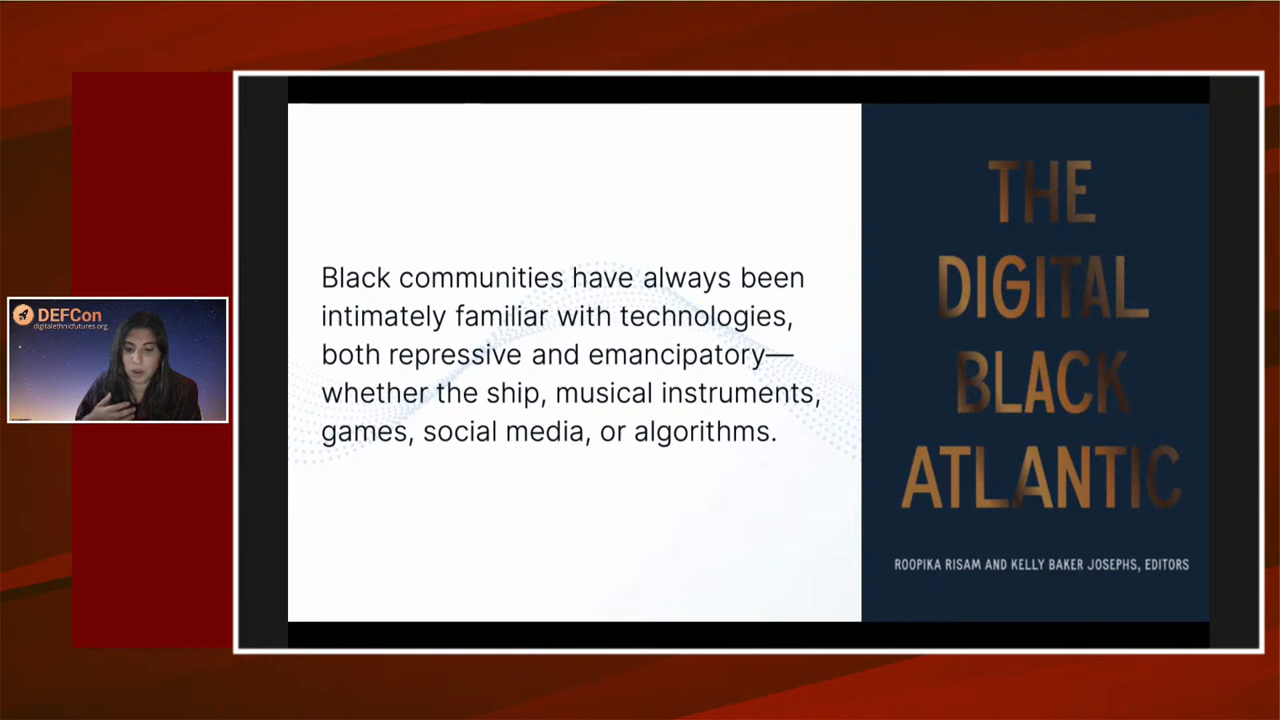 DEFCon
digitalethnicfutures.org
Black communities have always been
intimately familiar with technologies,
both repressive and emancipatory—
whether the ship, musical instruments,
games, social media, or algorithms.
THE
DIGITAL
BLACK
ATLANTIC
ROOPIKA RISAM AND KELLY BAKER JOSEPHS, EDITORS